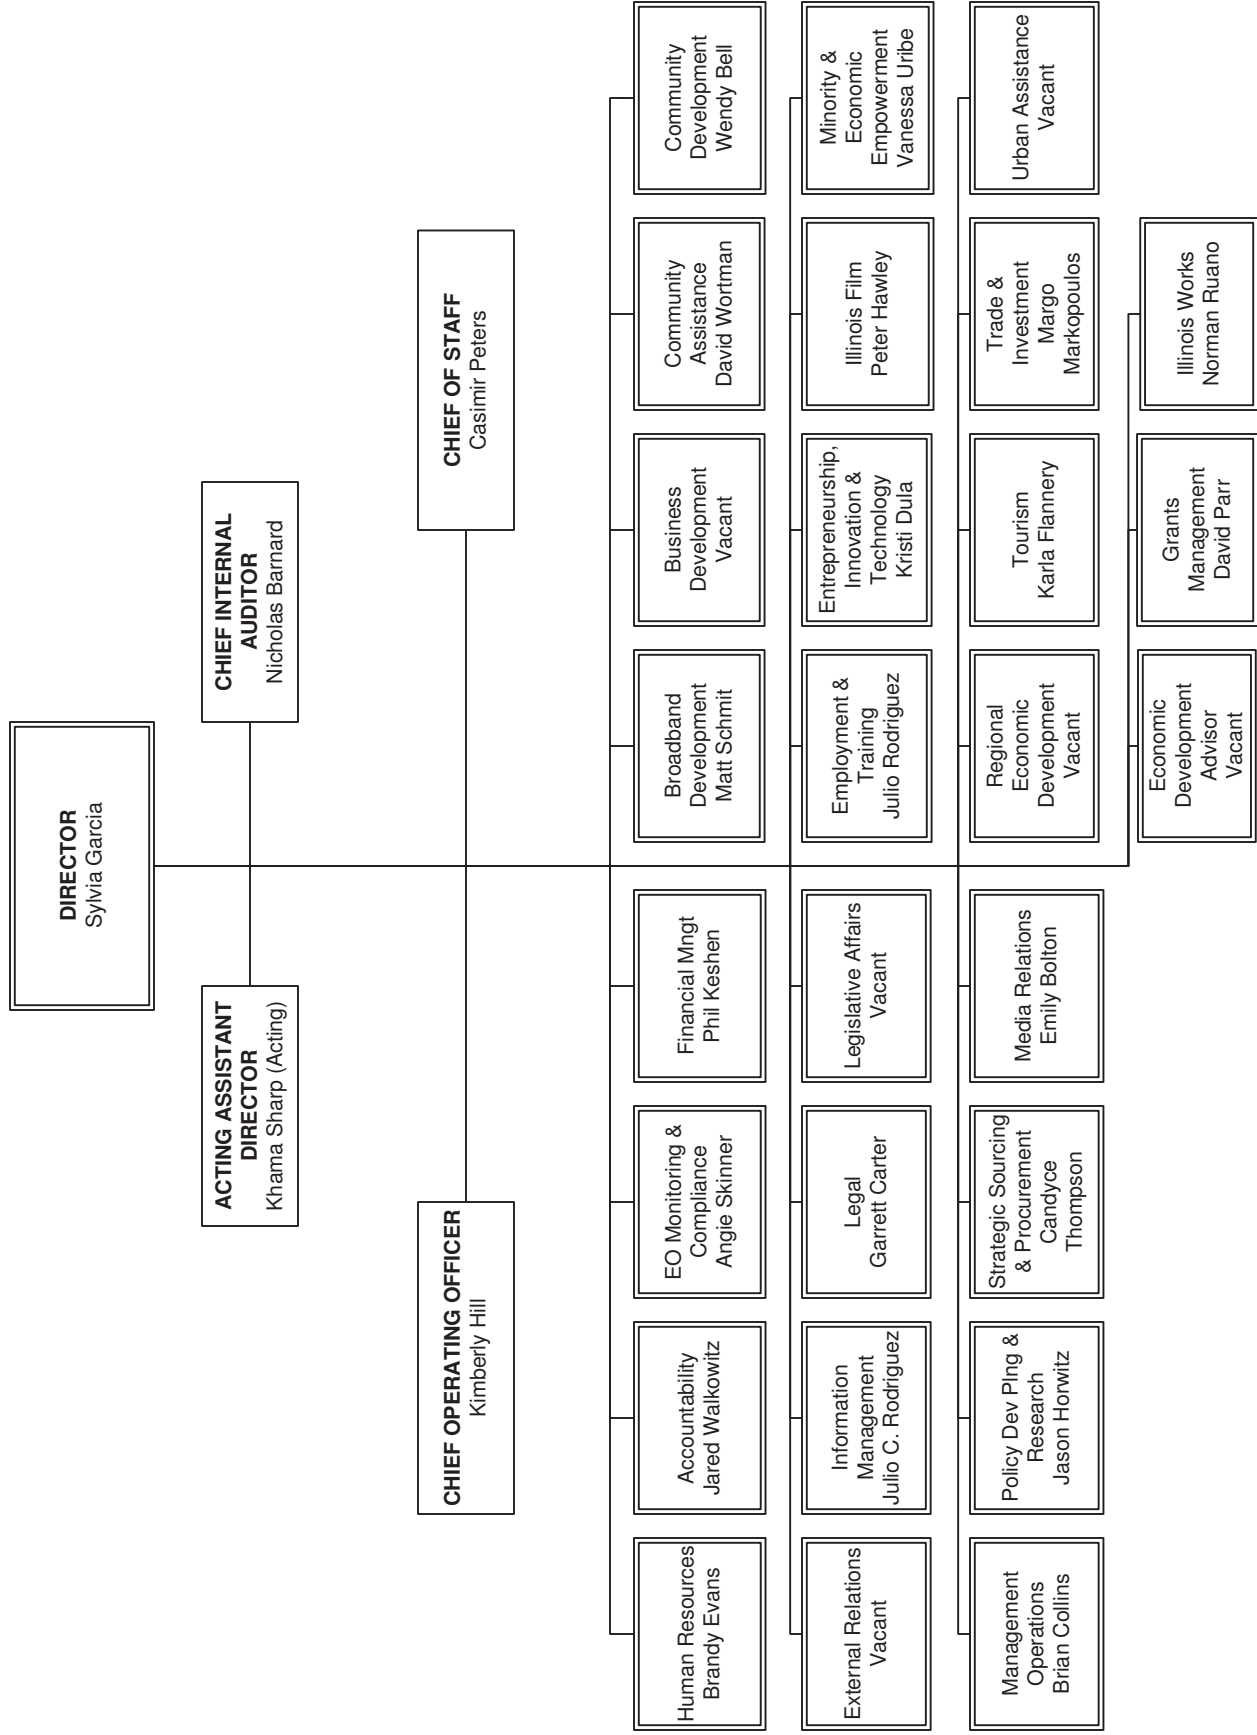 DIRECTOR
Sylvia Garcia
ACTING ASSISTANT
DIRECTOR
Khama Sharp (Acting)
CHIEF INTERNAL
AUDITOR
Nicholas Barnard
CHIEF OPERATING OFFICER
Kimberly Hill
CHIEF OF STAFF
Casimir Peters
Human Resources
Brandy Evans
Accountability
Jared Walkowitz
EO Monitoring &
Compliance
Angie Skinner
Financial Mngt
Phil Keshen
Broadband
Development
Matt Schmit
Business
Development
Vacant
Community
Assistance
David Wortman
Community
Development
Wendy Bell
External Relations
Vacant
Information
Management
Julio C. Rodriguez
Legal
Garrett Carter
Legislative Affairs
Vacant
Employment &
Training
Julio Rodriguez
Entrepreneurship,
Innovation &
Technology
Kristi Dula
Illinois Film
Peter Hawley
Minority &
Economic
Empowerment
Vanessa Uribe
Management
Operations
Brian Collins
Policy Dev Plng &
Research
Jason Horwitz
Strategic Sourcing
& Procurement
Candyce
Thompson
Media Relations
Emily Bolton
Regional
Economic
Development
Vacant
Tourism
Karla Flannery
Trade &
Investment
Margo
Markopoulos
Urban Assistance
Vacant
Economic
Development
Advisor
Vacant
Grants
Management
David Parr
Illinois Works
Norman Ruano